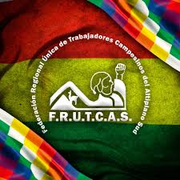 Federación Regional Única de Trabajadores Campesinos del Altiplano Sud
F.R.U.T.C.A.S.